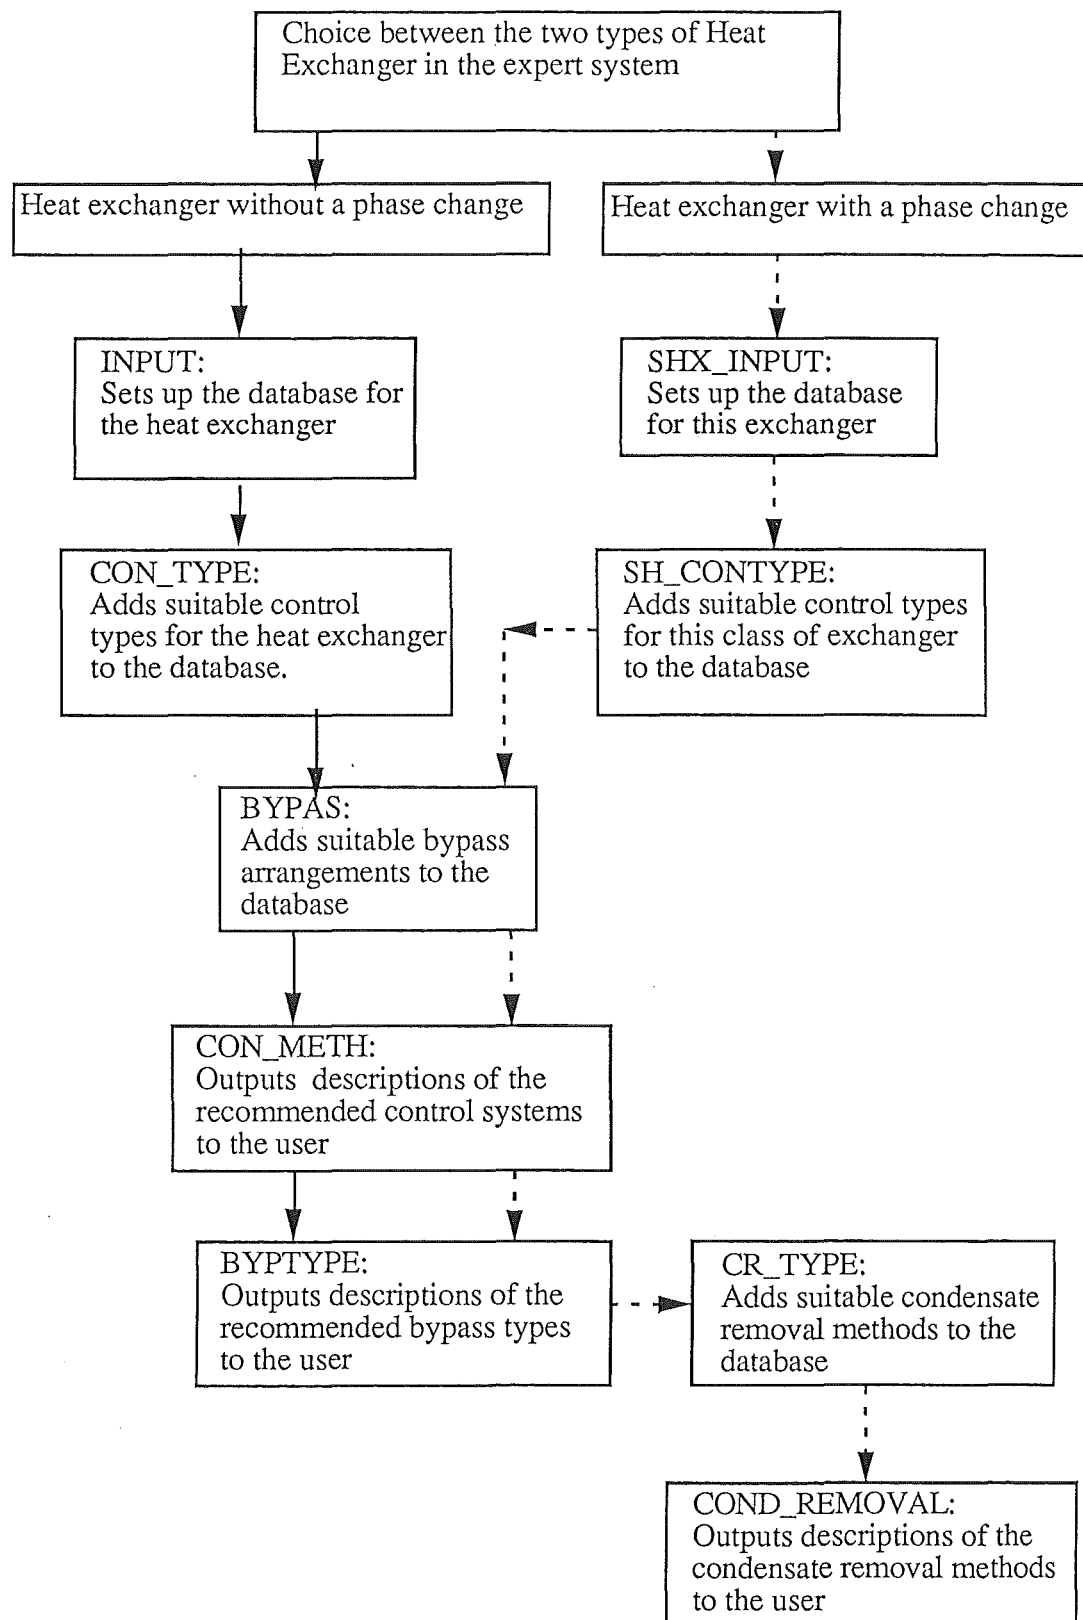 Choice between the two types of Heat
Exchanger in the expert system
Heat exchanger without a phase change
Heat exchanger with a phase change
INPUT:
Sets up the database for
the heat exchanger
SHX_INPUT:
Sets up the database
for this exchanger
CON_TYPE:
Adds suitable control
types for the heat exchanger
to the database.
SH_CONTYPE:
Adds suitable control types
for this class of exchanger
to the database
BYPAS:
Adds suitable bypass
arrangements to the
database
CON_METH:
Outputs descriptions of the
recommended control systems
to the user
BYPTYPE:
Outputs descriptions of the
recommended bypass types
to the user
CR_TYPE:
Adds suitable condensate
removal methods to the
database
COND_REMOVAL:
Outputs descriptions of the
condensate removal methods
to the user